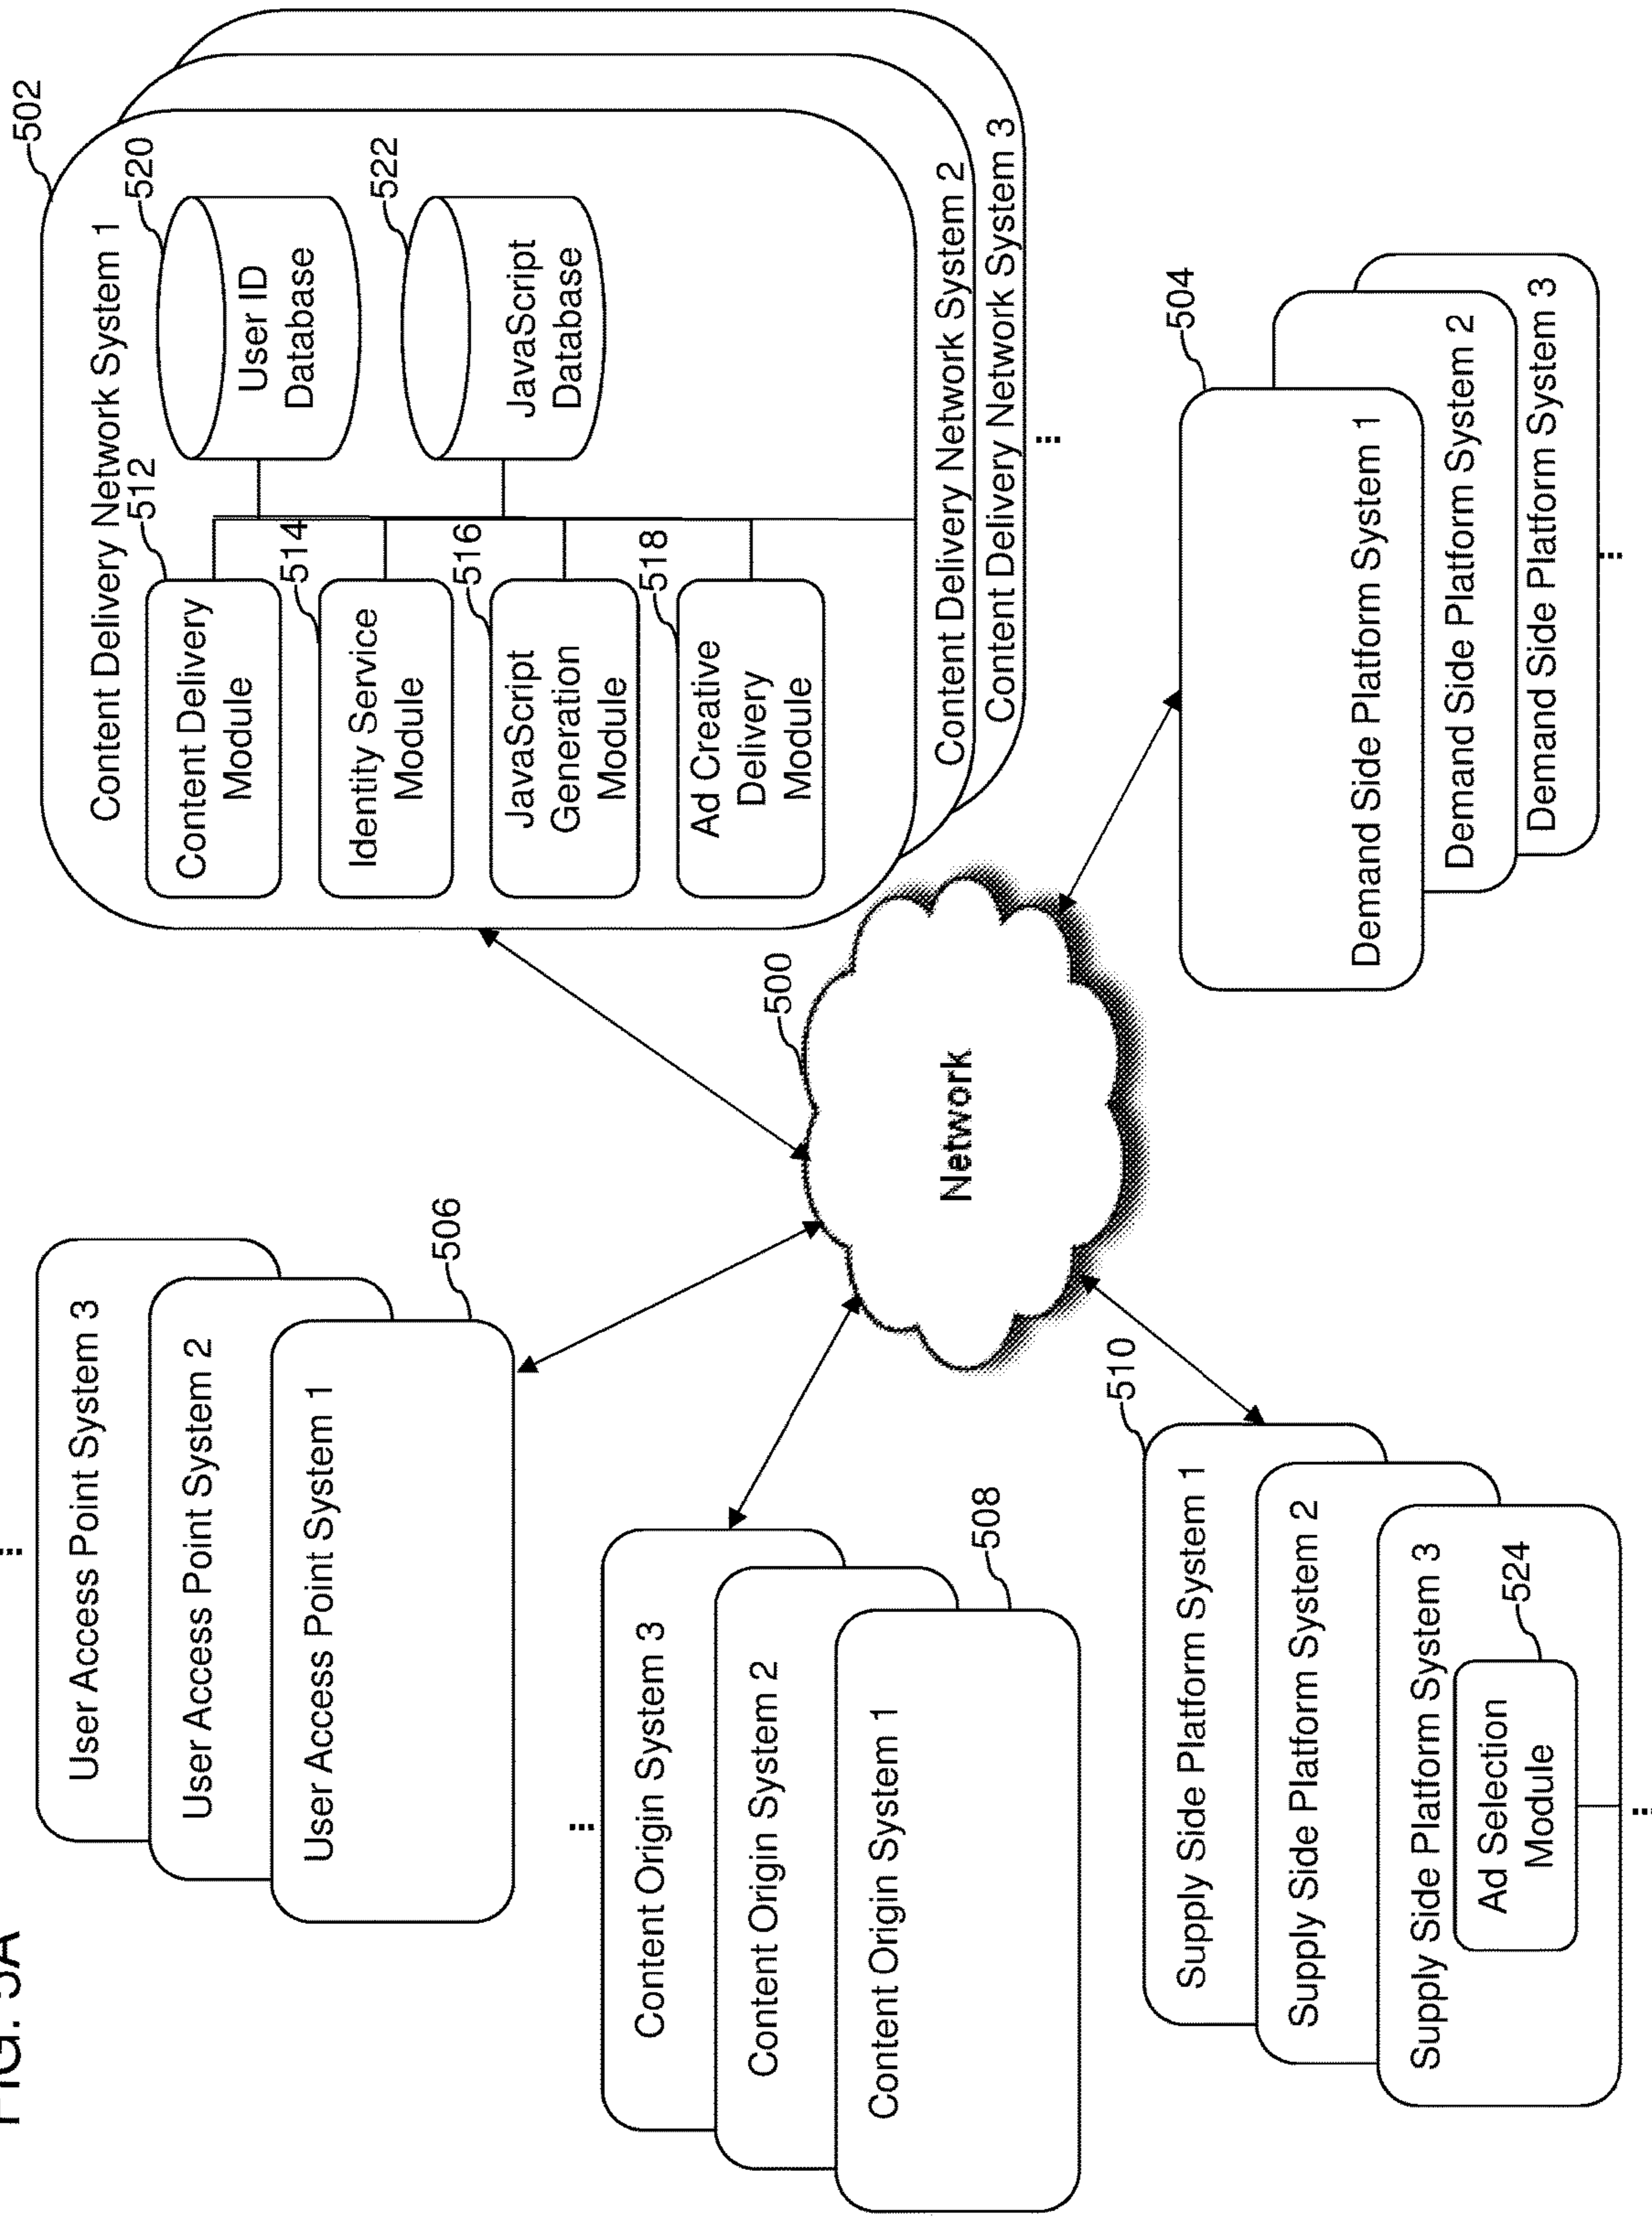 FIG. 5A
...
User Access Point System 3
User Access Point System 2
User Access Point System 1
506
...
Content Origin System 3
Content Origin System 2
Content Origin System 1
508
510
Supply Side Platform System 1
Supply Side Platform System 2
Supply Side Platform System 3
Ad Selection
Module
524
...
500
Network
502
Content Delivery Network System 1
512
Content Delivery
Module
514
Identity Service
Module
516
JavaScript
Generation
Module
518
Ad Creative
Delivery
Module
520
User ID
Database
522
JavaScript
Database
Content Delivery Network System 2
Content Delivery Network System 3
...
504
Demand Side Platform System 1
Demand Side Platform System 2
Demand Side Platform System 3
...